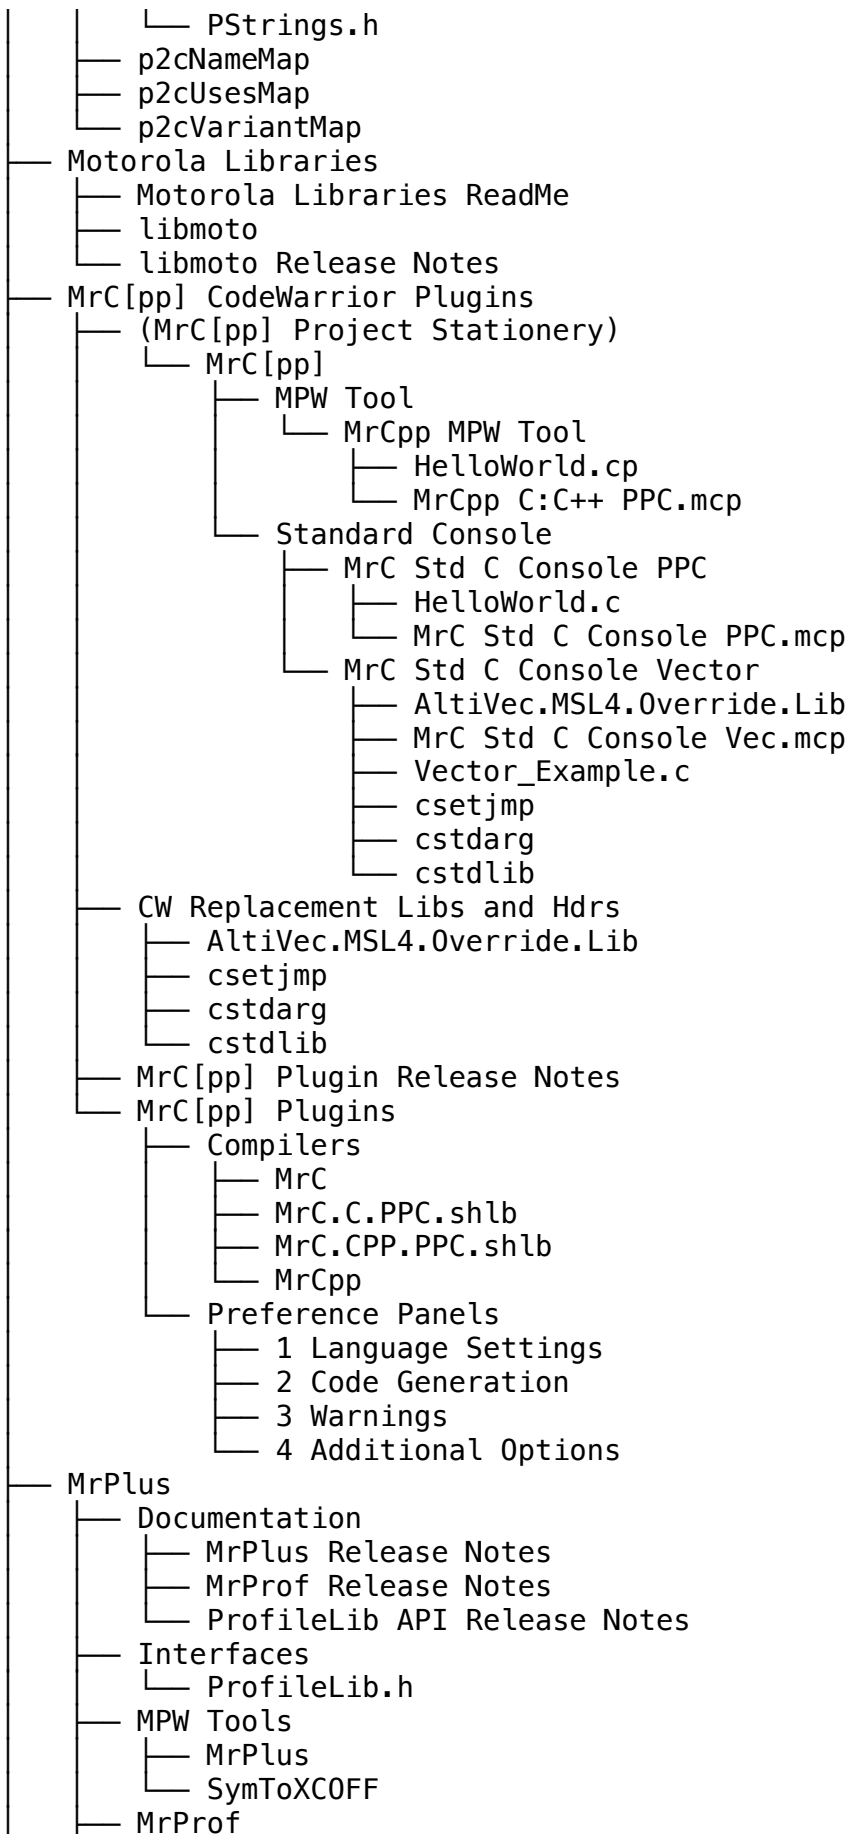 │   │   └── PStrings.h
│   ├── p2cNameMap
│   ├── p2cUsesMap
│   └── p2cVariantMap
├── Motorola Libraries
│   ├── Motorola Libraries ReadMe
│   ├── libmoto
│   └── libmoto Release Notes
├── MrC[pp] CodeWarrior Plugins
│   ├── (MrC[pp] Project Stationery)
│   │   └── MrC[pp]
│   │       ├── MPW Tool
│   │       │   └── MrCpp MPW Tool
│   │       │       ├── HelloWorld.cp
│   │       │       └── MrCpp C:C++ PPC.mcp
│   │       └── Standard Console
│   │           ├── MrC Std C Console PPC
│   │           │   ├── HelloWorld.c
│   │           │   └── MrC Std C Console PPC.mcp
│   │           └── MrC Std C Console Vector
│   │               ├── AltiVec.MSL4.Override.Lib
│   │               ├── MrC Std C Console Vec.mcp
│   │               ├── Vector_Example.c
│   │               ├── csetjmp
│   │               ├── cstdarg
│   │               └── cstdlib
│   ├── CW Replacement Libs and Hdrs
│   │   ├── AltiVec.MSL4.Override.Lib
│   │   ├── csetjmp
│   │   ├── cstdarg
│   │   └── cstdlib
│   ├── MrC[pp] Plugin Release Notes
│   └── MrC[pp] Plugins
│       ├── Compilers
│       │   ├── MrC
│       │   ├── MrC.C.PPC.shlb
│       │   ├── MrC.CPP.PPC.shlb
│       │   └── MrCpp
│       └── Preference Panels
│           ├── 1 Language Settings
│           ├── 2 Code Generation
│           ├── 3 Warnings
│           └── 4 Additional Options
├── MrPlus
│   ├── Documentation
│   │   ├── MrPlus Release Notes
│   │   ├── MrProf Release Notes
│   │   └── ProfileLib API Release Notes
│   ├── Interfaces
│   │   └── ProfileLib.h
│   ├── MPW Tools
│   │   ├── MrPlus
│   │   └── SymToXCOFF
│   ├── MrProf